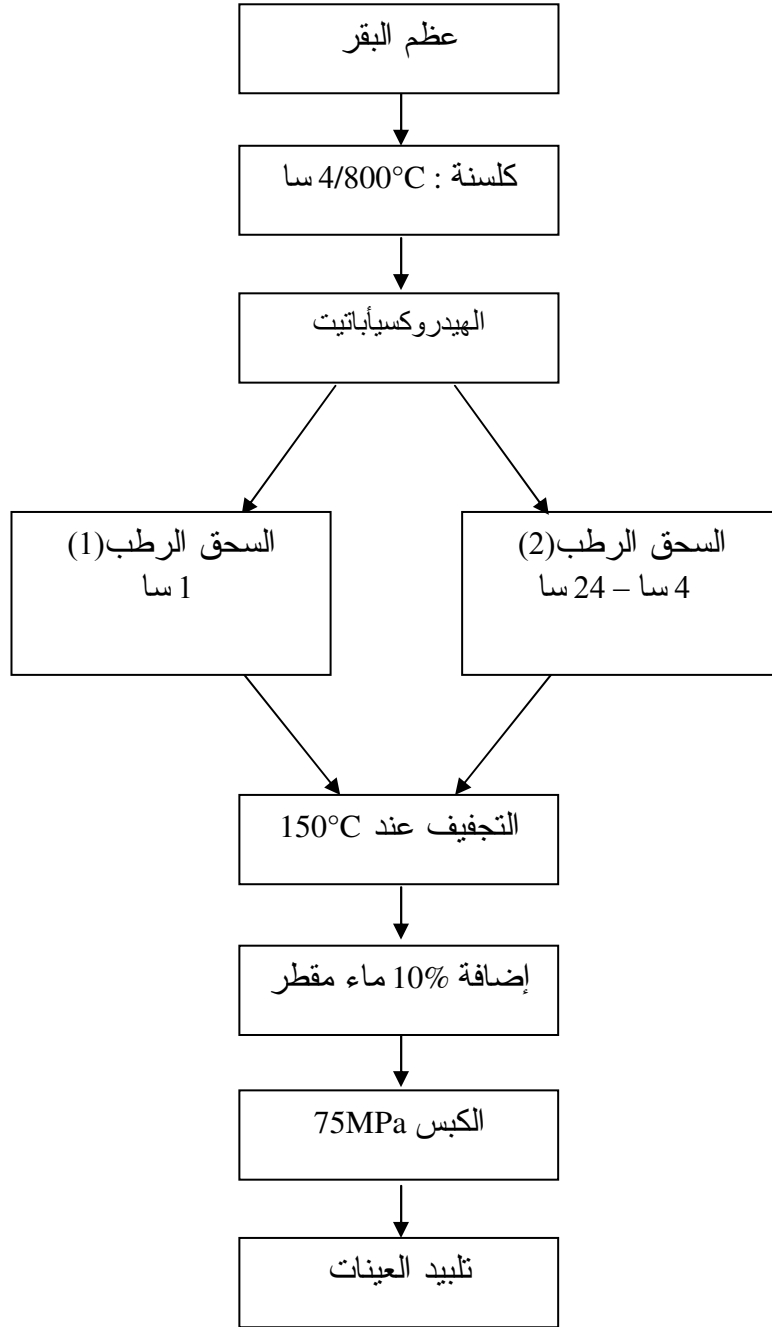 عظم البقر
كلسنة : 4/800°C سا
الهيدروكسيأباتيت
السحق الرطب(2)
4 سا – 24 سا
السحق الرطب(1)
1 سا
التجفيف عند 150°C
إضافة 10% ماء مقطر
الكبس 75MPa
تلبيد العينات